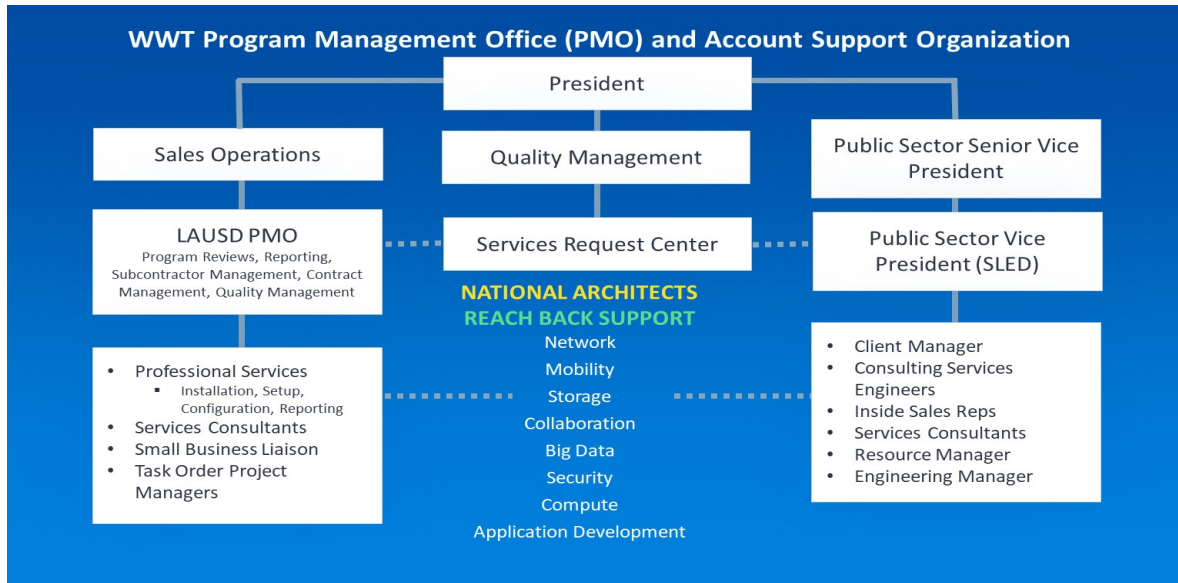 WWT Program Management Office (PMO) and Account Support Organization
President
Sales Operations
Quality Management
Public Sector Senior Vice
President
LAUSD PMO
Program Reviews, Reporting,
Subcontractor Management, Contract
Management, Quality Management
Services Request Center
Public Sector Vice
President (SLED)
NATIONAL ARCHITECTS
REACH BACK SUPPORT
Network
Mobility
Storage
Collaboration
Big Data
Security
Compute
Application Development
• Professional Services
▪ Installation, Setup,
Configuration, Reporting
• Services Consultants
• Small Business Liaison
• Task Order Project
Managers
• Client Manager
• Consulting Services
Engineers
• Inside Sales Reps
• Services Consultants
• Resource Manager
• Engineering Manager